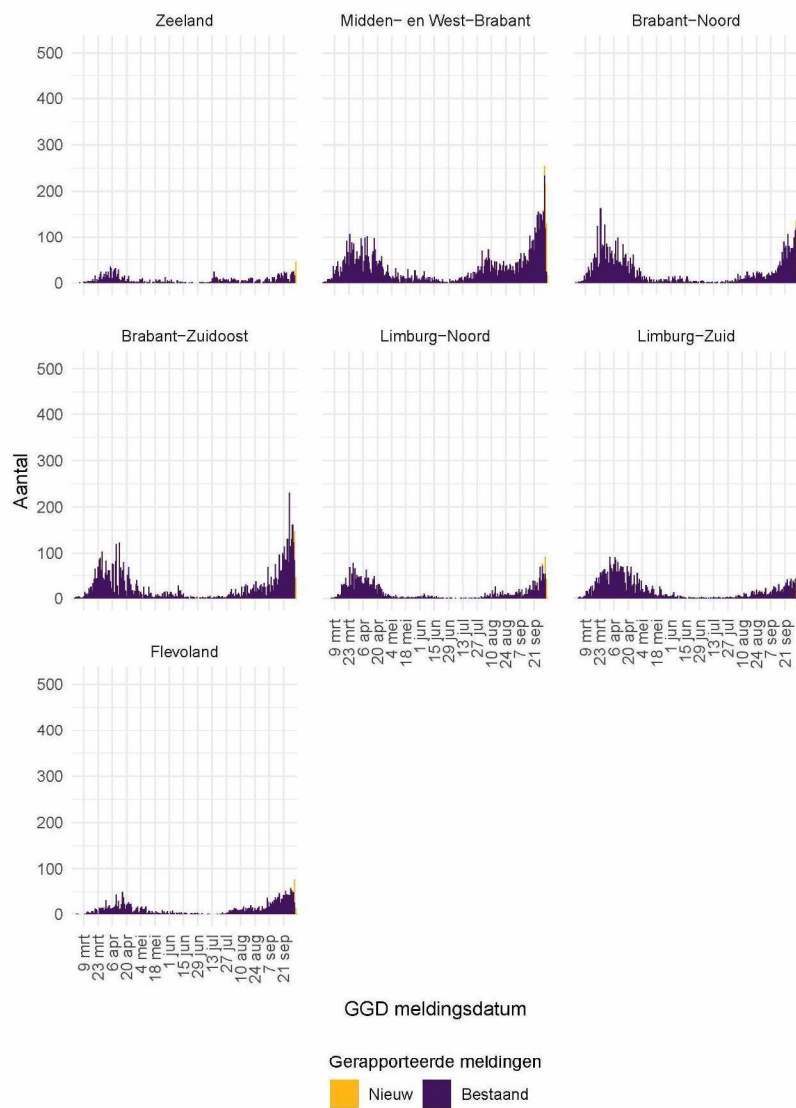 Zeeland
Midden- en West-Brabant
Brabant-Noord
500
400
300
200
100
0
Brabant-Zuidoost
Limburg-Noord
Limburg-Zuid
Aantal
500
400
300
200
100
0
9 mrt
23 mrt
6 apr
20 apr
4 mei
18 mei
1 jun
15 jun
29 jun
13 jul
27 jul
10 aug
24 aug
7 sep
21 sep
9 mrt
23 mrt
6 apr
20 apr
4 mei
18 mei
1 jun
15 jun
29 jun
13 jul
27 jul
10 aug
24 aug
7 sep
21 sep
Flevoland
500
400
300
200
100
0
9 mrt
23 mrt
6 apr
20 apr
4 mei
18 mei
1 jun
15 jun
29 jun
13 jul
27 jul
10 aug
24 aug
7 sep
21 sep
GGD meldingsdatum
Gerapporteerde meldingen
Nieuw
Bestaand